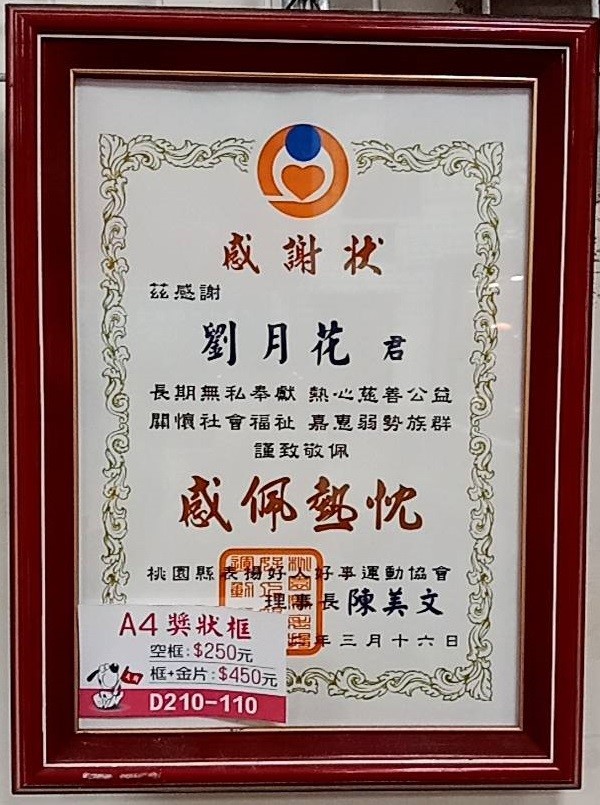 感謝狀
茲感謝
劉月花 君
長期無私奉獻 熱心慈善公益
關懷社會福祉 嘉惠弱勢族群
謹致敬佩
感佩熱忱
桃園縣表揚好人好事運動協會
理事長 陳美文
年三月十六日
A4獎狀框
空框:$250元
框+金片:$450元
D210-110